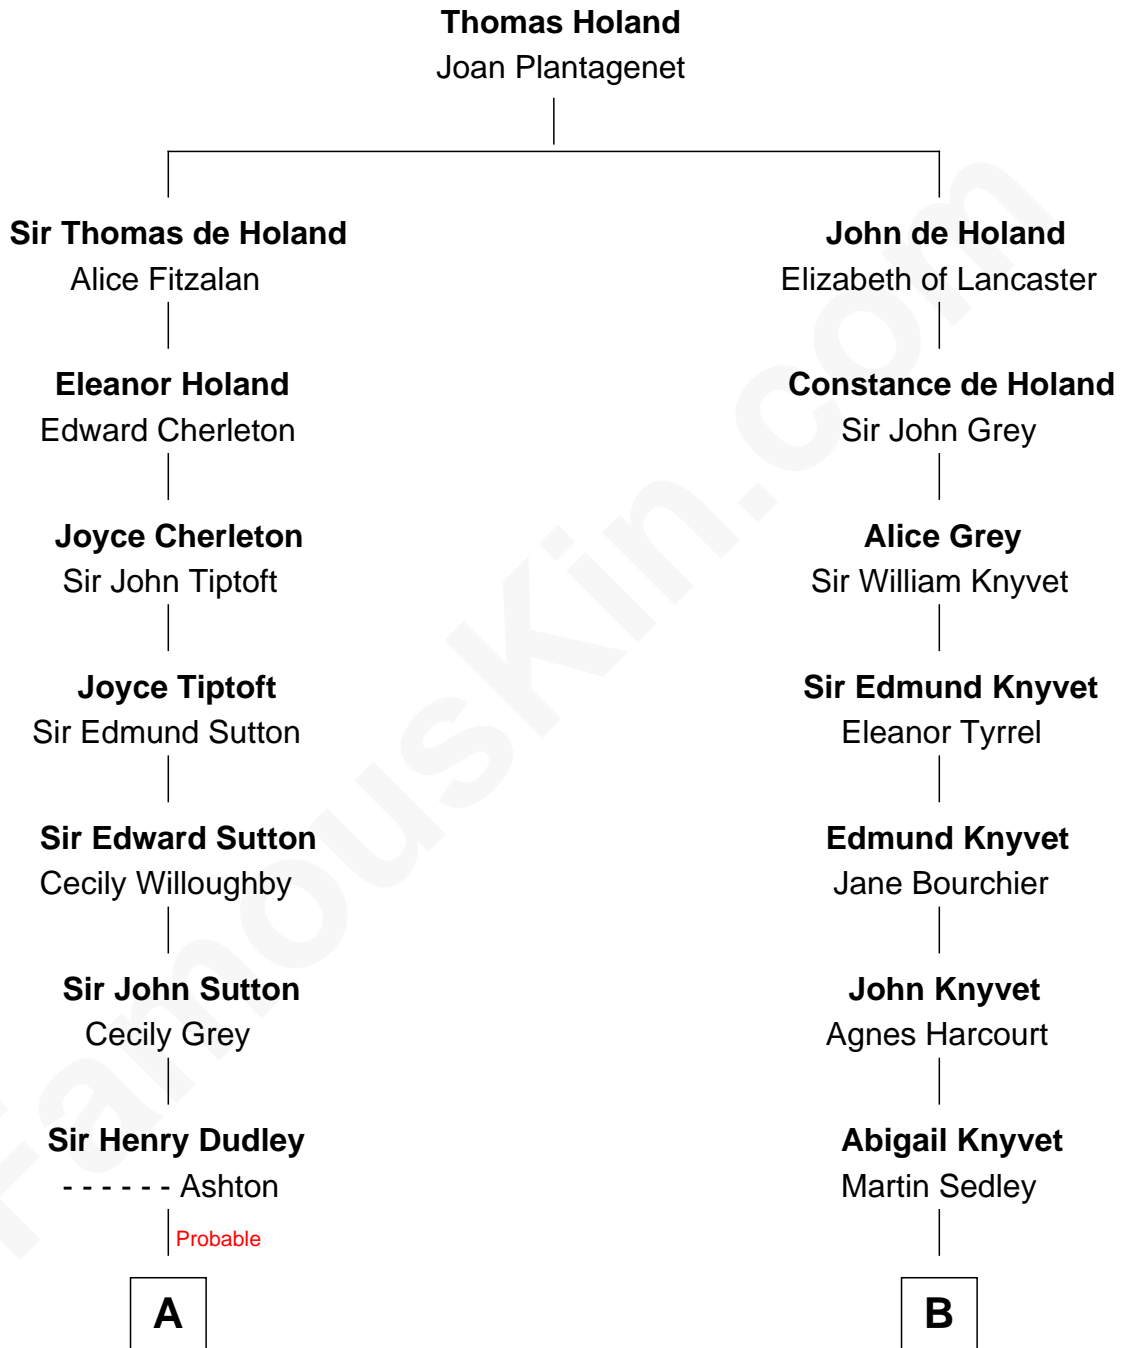 Thomas Holand
Joan Plantagenet
Sir Thomas de Holand
Alice Fitzalan
Eleanor Holand
Edward Cherleton
Joyce Cherleton
Sir John Tiptoft
Joyce Tiptoft
Sir Edmund Sutton
Sir Edward Sutton
Cecily Willoughby
Sir John Sutton
Cecily Grey
Sir Henry Dudley
- - - - - - Ashton
Probable
A
John de Holand
Elizabeth of Lancaster
Constance de Holand
Sir John Grey
Alice Grey
Sir William Knyvet
Sir Edmund Knyvet
Eleanor Tyrrel
Edmund Knyvet
Jane Bourchier
John Knyvet
Agnes Harcourt
Abigail Knyvet
Martin Sedley
B
FamousKin.com